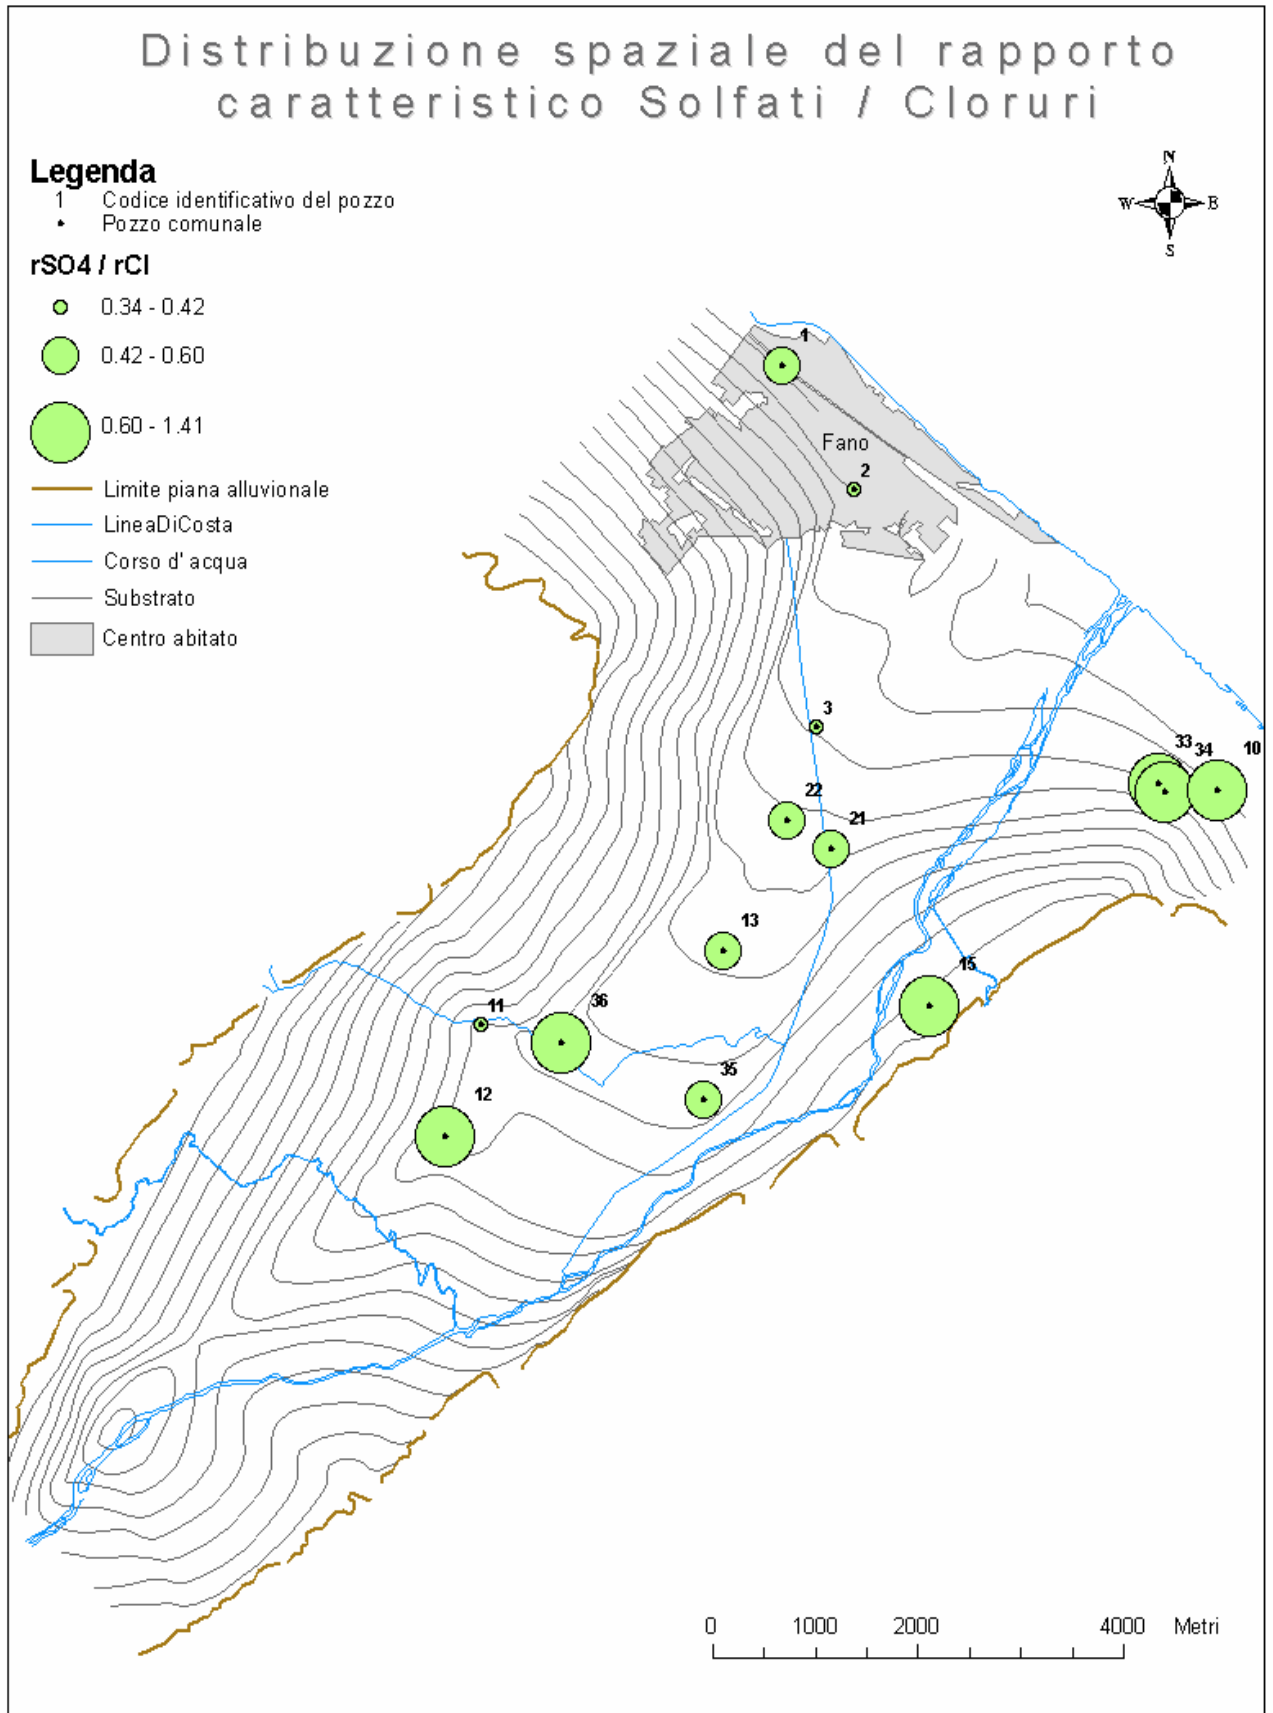 Distribuzione spaziale del rapporto
caratteristico Solfati / Cloruri
Legenda
1 Codice identificativo del pozzo
Pozzo comunale
rSO4 / rCl
0.34 - 0.42
0.42 - 0.60
0.60 - 1.41
Limite piana alluvionale
LineaDiCosta
Corso d' acqua
Substrato
Centro abitato
N
W E
S
1
Fano
2
3
33 34 10
22
21
13
15
11 36
35
12
0 1000 2000 4000 Metri